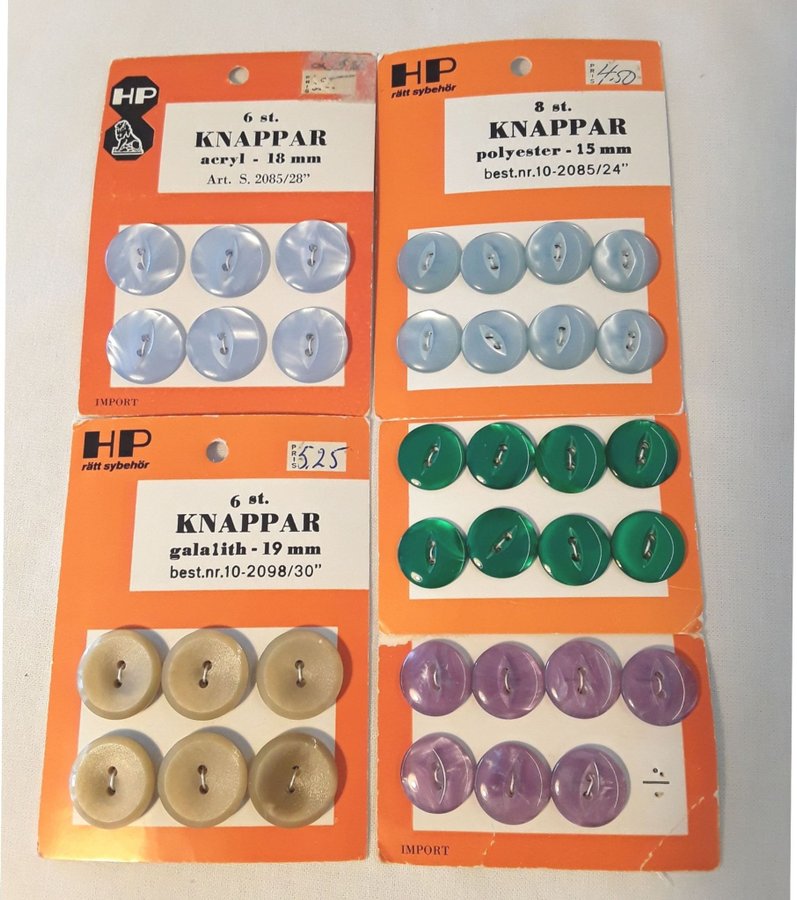 HP
6 st.
KNAPPAR
acryl - 18 mm
Art. S. 2085/28"
IMPORT
HP
rätt sybehör
PRIS 4.50
8 st.
KNAPPAR
polyester - 15 mm
best.nr.10-2085/24"
HP
rätt sybehör
PRIS 5,25
6 st.
KNAPPAR
galalith - 19 mm
best.nr.10-2098/30"
IMPORT